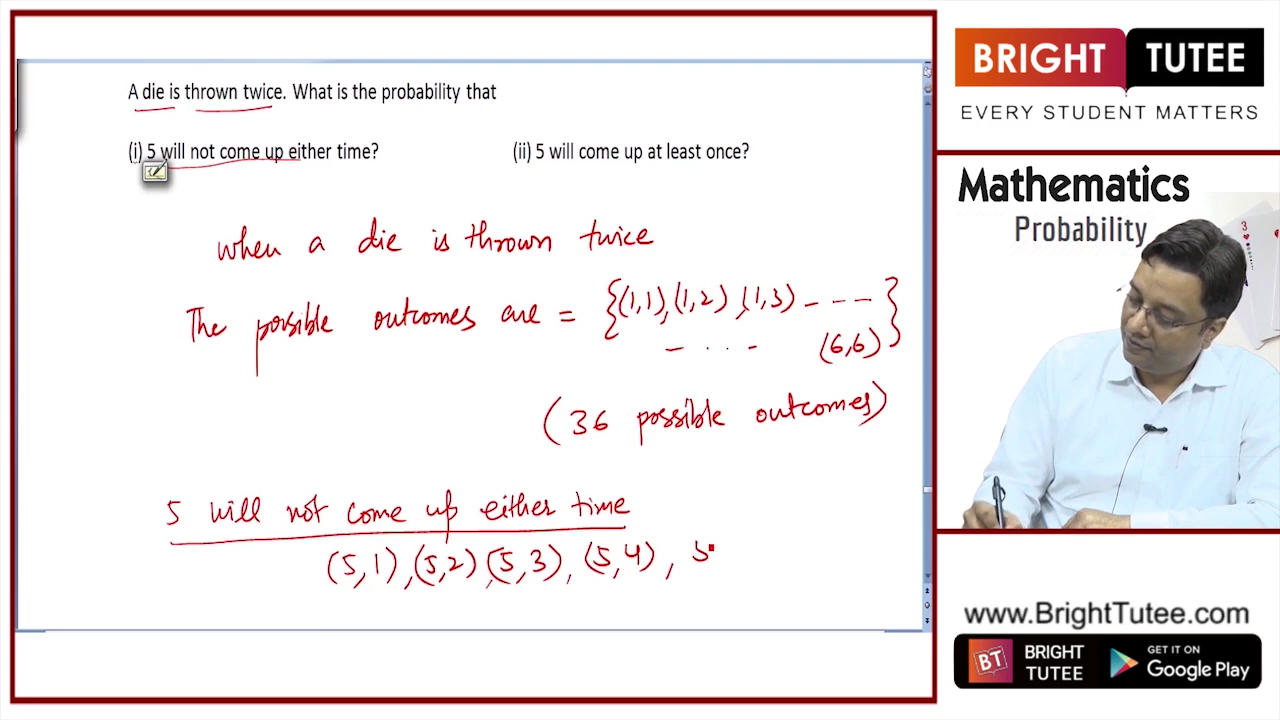 A die is thrown twice. What is the probability that
(i) 5 will not come up either time? (ii) 5 will come up at least once?
when a die is thrown twice
The possible outcomes are = {(1,1), (1,2), (1,3) - - - -
- . . . - (6,6)}
(36 possible outcomes)
5 will not come up either time
(5,1), (5,2), (5,3), (5,4), 5
BRIGHT TUTEE
EVERY STUDENT MATTERS
Mathematics
Probability
3
www.BrightTutee.com
BT BRIGHT TUTEE
GET IT ON
Google Play